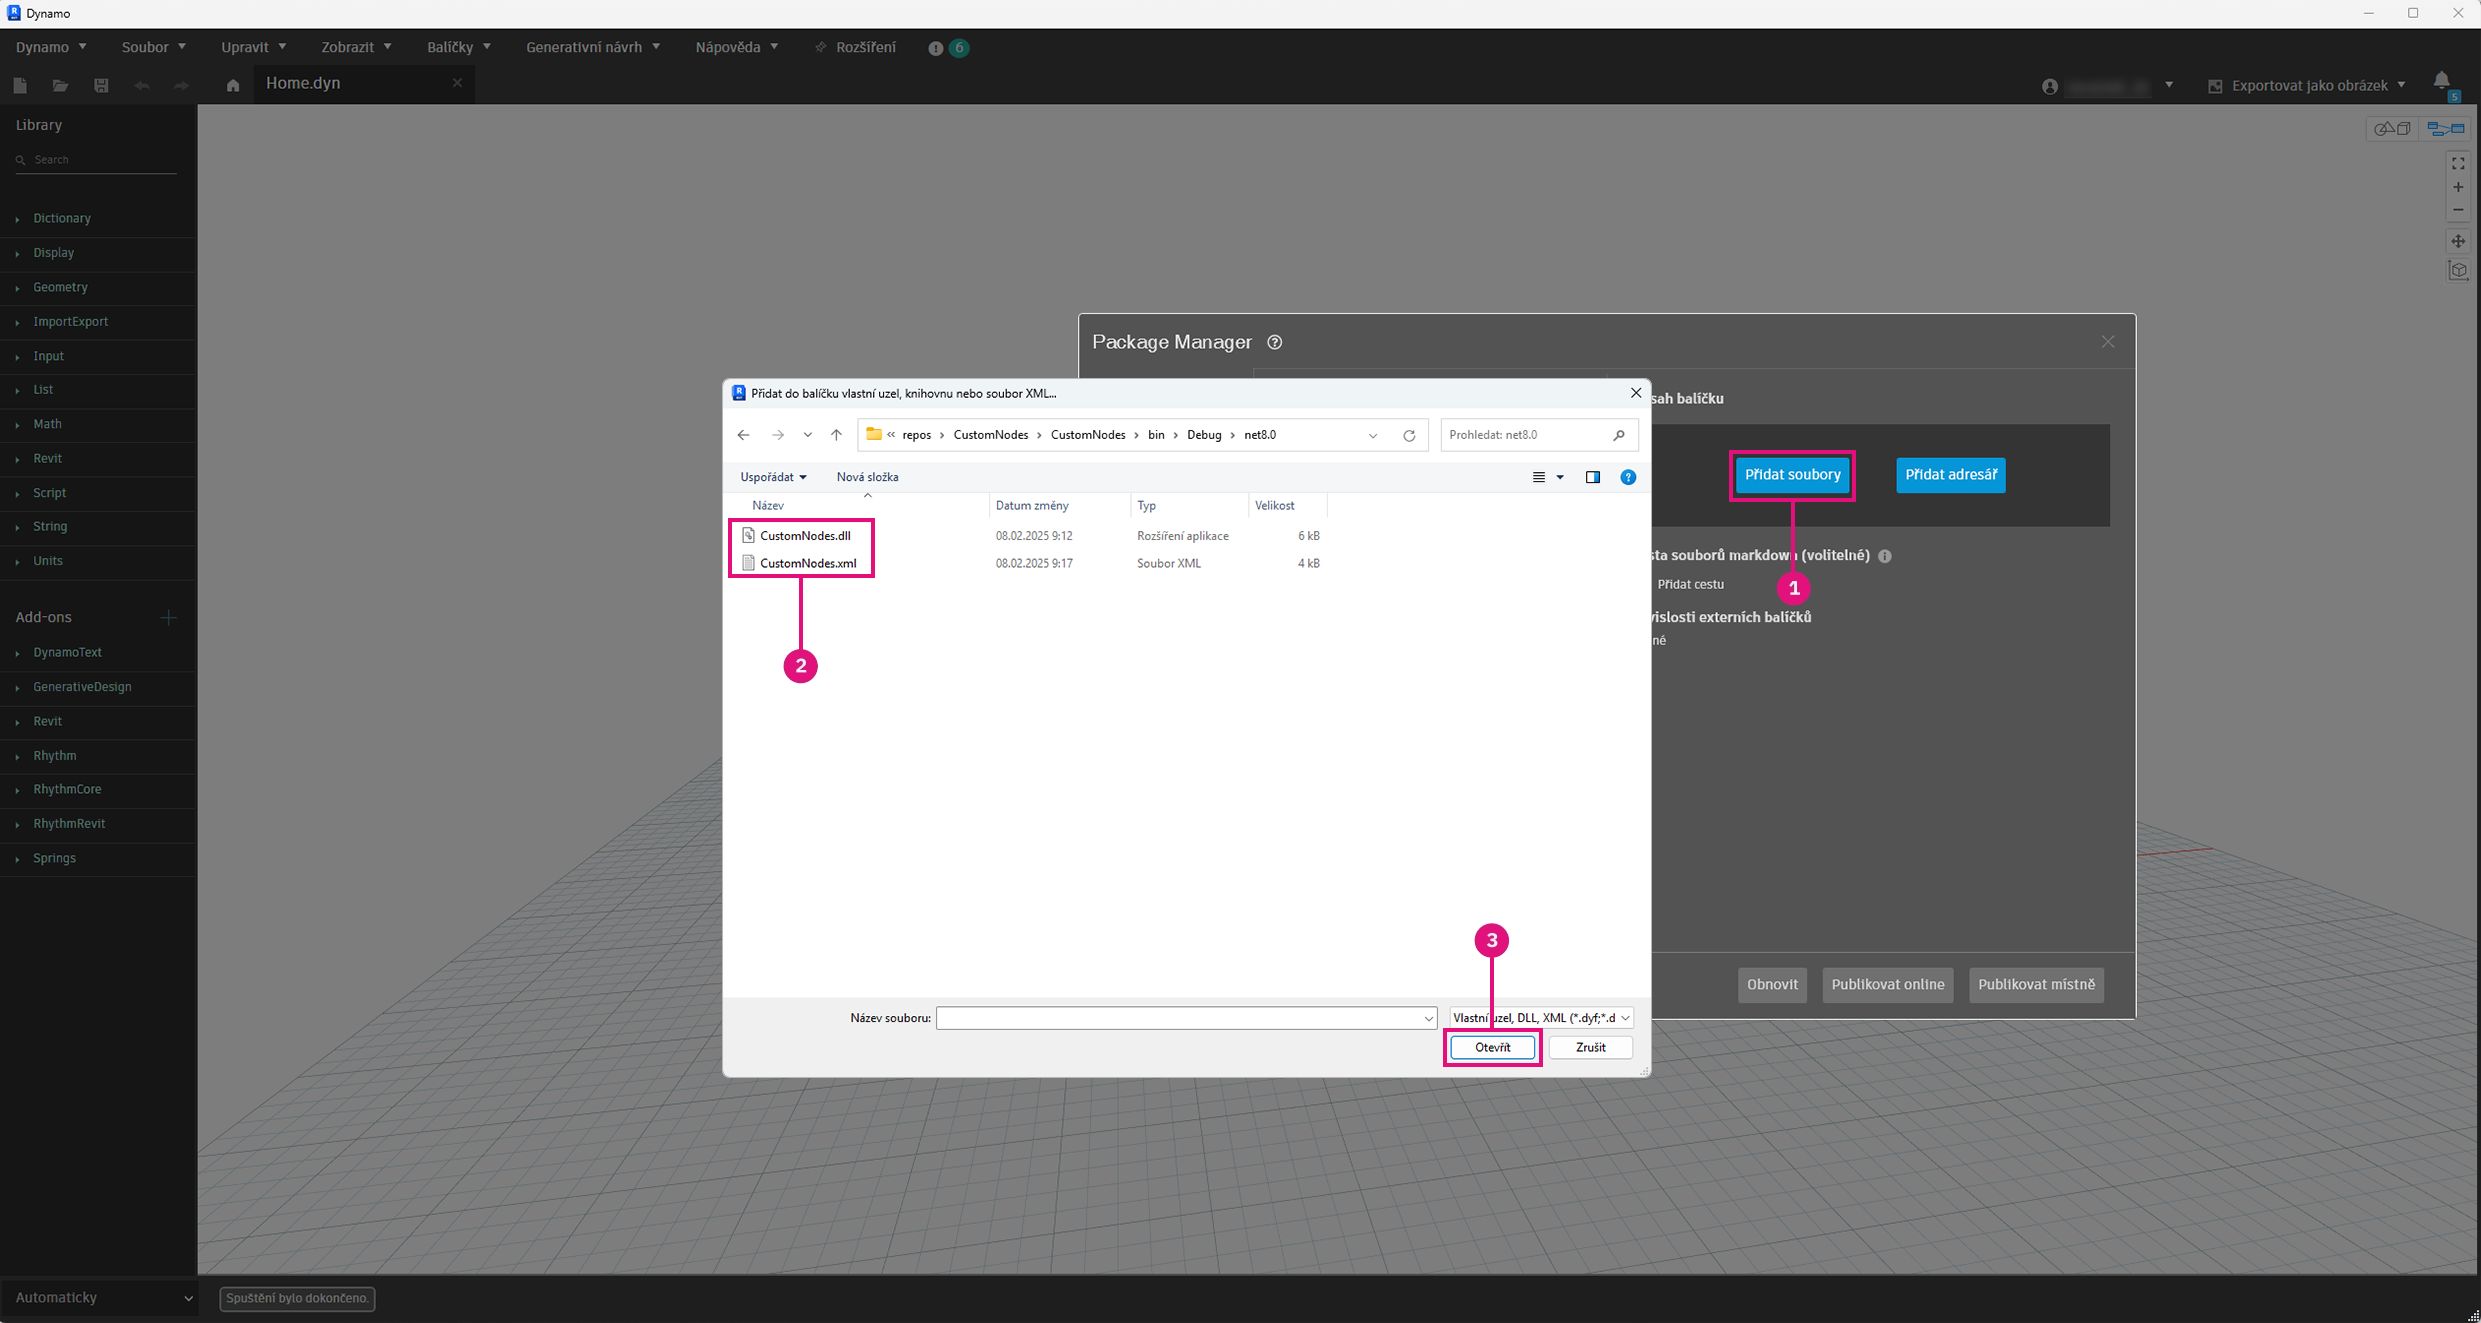 Dynamo
Dynamo Soubor Upravit Zobrazit Balíčky Generativní návrh Nápověda Rozšíření 6
Home.dyn
Exportovat jako obrázek 5
Library
Search
Dictionary
Display
Geometry
ImportExport
Input
List
Math
Revit
Script
String
Units
Add-ons
DynamoText
GenerativeDesign
Revit
Rhythm
RhythmCore
RhythmRevit
Springs
Package Manager
Přidat do balíčku vlastní uzel, knihovnu nebo soubor XML...
« repos › CustomNodes › CustomNodes › bin › Debug › net8.0
Prohledat: net8.0
Uspořádat Nová složka
Název Datum změny Typ Velikost
CustomNodes.dll 08.02.2025 9:12 Rozšíření aplikace 6 kB
CustomNodes.xml 08.02.2025 9:17 Soubor XML 4 kB
2
3
Název souboru: Vlastní uzel, DLL, XML (*.dyf;*.d
Otevřít Zrušit
sah balíčku
Přidat soubory Přidat adresář
sta souborů markdown (volitelné)
1
Přidat cestu
vislosti externích balíčků
né
Obnovit Publikovat online Publikovat místně
Automaticky Spuštění bylo dokončeno.